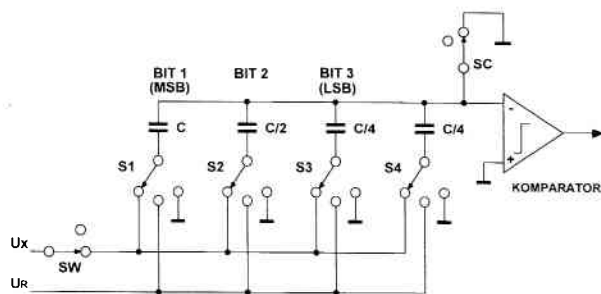 BIT 1
(MSB)
BIT 2
BIT 3
(LSB)
SC
C
C/2
C/4
C/4
S1
S2
S3
S4
-
+
KOMPARATOR
Ux
SW
UR